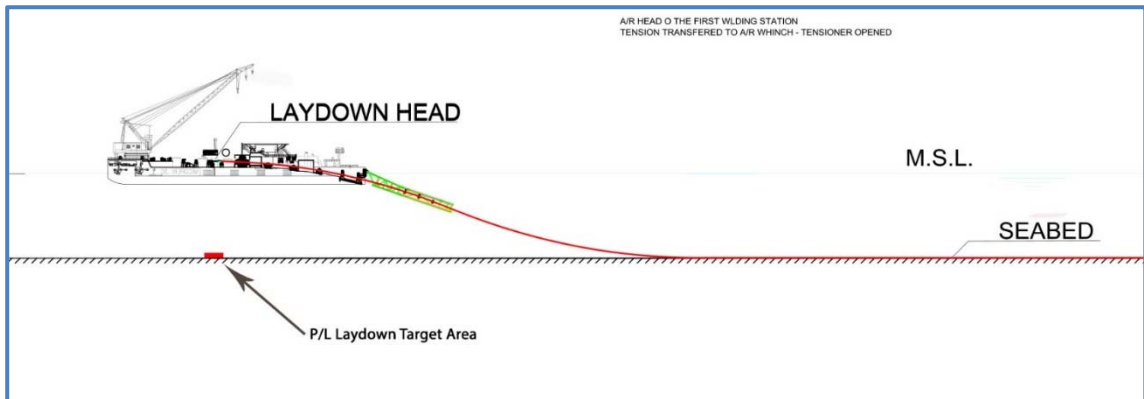 A/R HEAD O THE FIRST WLDING STATION
TENSION TRANSFERED TO A/R WHINCH - TENSIONER OPENED
LAYDOWN HEAD
M.S.L.
SEABED
P/L Laydown Target Area